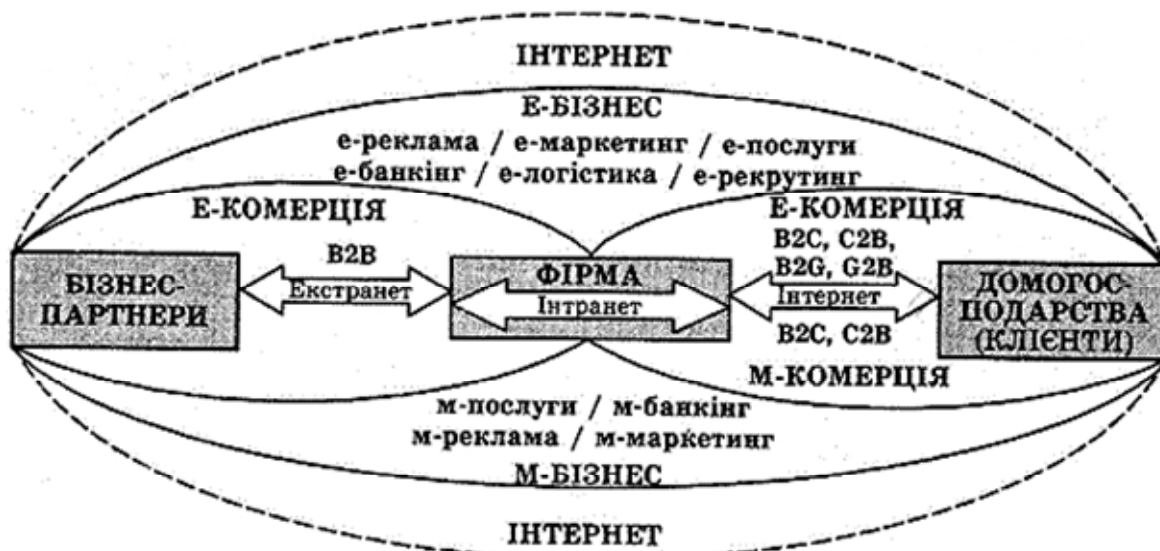 ІНТЕРНЕТ
Е-БІЗНЕС
е-реклама / е-маркетинг / е-послуги
е-банкінг / е-логістика / е-рекрутинг
Е-КОМЕРЦІЯ
Е-КОМЕРЦІЯ
БІЗНЕС-
ПАРТНЕРИ
B2B
Екстранет
ФІРМА
Інтранет
B2C, C2B,
B2G, G2B
Інтернет
B2C, C2B
ДОМОГОС-
ПОДАРСТВА
(КЛІЄНТИ)
М-КОМЕРЦІЯ
м-послуги / м-банкінг
м-реклама / м-маркетинг
М-БІЗНЕС
ІНТЕРНЕТ